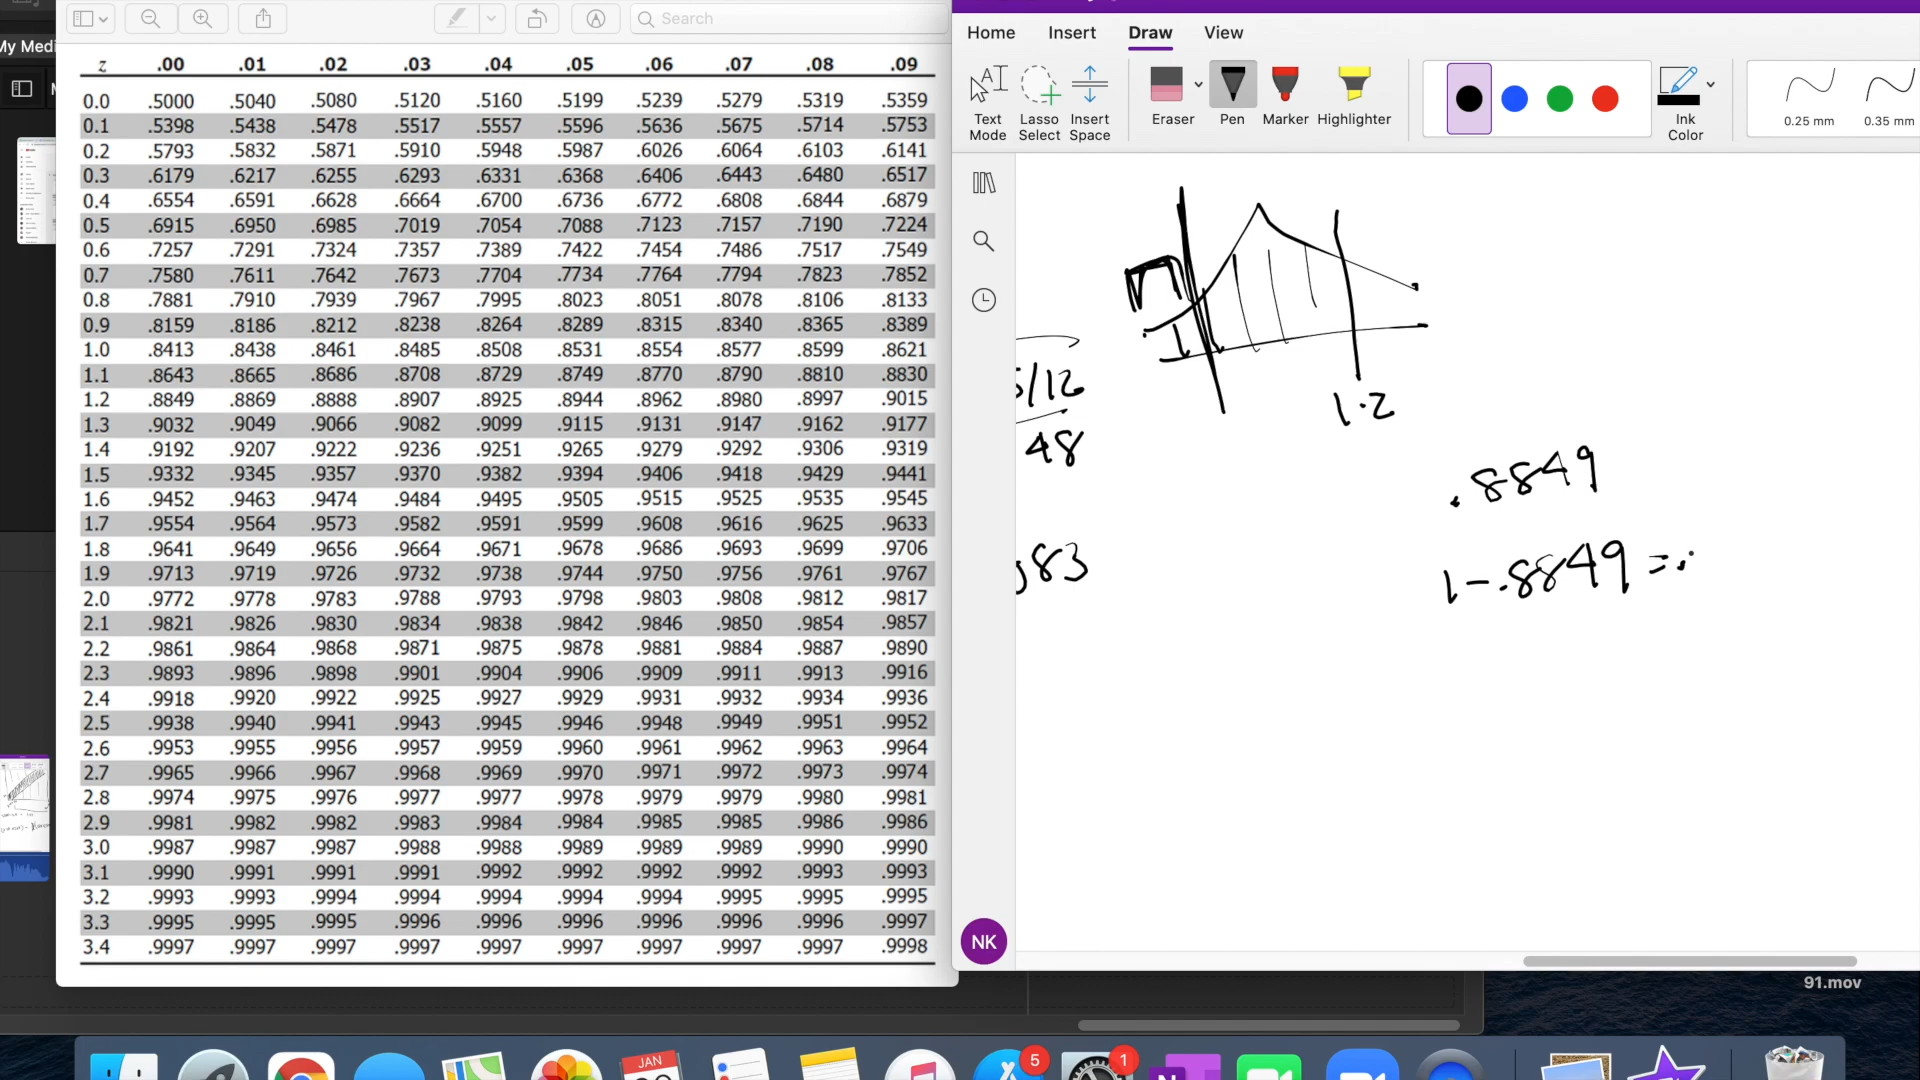 Search
My Medi
z .00 .01 .02 .03 .04 .05 .06 .07 .08 .09
0.0 .5000 .5040 .5080 .5120 .5160 .5199 .5239 .5279 .5319 .5359
0.1 .5398 .5438 .5478 .5517 .5557 .5596 .5636 .5675 .5714 .5753
0.2 .5793 .5832 .5871 .5910 .5948 .5987 .6026 .6064 .6103 .6141
0.3 .6179 .6217 .6255 .6293 .6331 .6368 .6406 .6443 .6480 .6517
0.4 .6554 .6591 .6628 .6664 .6700 .6736 .6772 .6808 .6844 .6879
0.5 .6915 .6950 .6985 .7019 .7054 .7088 .7123 .7157 .7190 .7224
0.6 .7257 .7291 .7324 .7357 .7389 .7422 .7454 .7486 .7517 .7549
0.7 .7580 .7611 .7642 .7673 .7704 .7734 .7764 .7794 .7823 .7852
0.8 .7881 .7910 .7939 .7967 .7995 .8023 .8051 .8078 .8106 .8133
0.9 .8159 .8186 .8212 .8238 .8264 .8289 .8315 .8340 .8365 .8389
1.0 .8413 .8438 .8461 .8485 .8508 .8531 .8554 .8577 .8599 .8621
1.1 .8643 .8665 .8686 .8708 .8729 .8749 .8770 .8790 .8810 .8830
1.2 .8849 .8869 .8888 .8907 .8925 .8944 .8962 .8980 .8997 .9015
1.3 .9032 .9049 .9066 .9082 .9099 .9115 .9131 .9147 .9162 .9177
1.4 .9192 .9207 .9222 .9236 .9251 .9265 .9279 .9292 .9306 .9319
1.5 .9332 .9345 .9357 .9370 .9382 .9394 .9406 .9418 .9429 .9441
1.6 .9452 .9463 .9474 .9484 .9495 .9505 .9515 .9525 .9535 .9545
1.7 .9554 .9564 .9573 .9582 .9591 .9599 .9608 .9616 .9625 .9633
1.8 .9641 .9649 .9656 .9664 .9671 .9678 .9686 .9693 .9699 .9706
1.9 .9713 .9719 .9726 .9732 .9738 .9744 .9750 .9756 .9761 .9767
2.0 .9772 .9778 .9783 .9788 .9793 .9798 .9803 .9808 .9812 .9817
2.1 .9821 .9826 .9830 .9834 .9838 .9842 .9846 .9850 .9854 .9857
2.2 .9861 .9864 .9868 .9871 .9875 .9878 .9881 .9884 .9887 .9890
2.3 .9893 .9896 .9898 .9901 .9904 .9906 .9909 .9911 .9913 .9916
2.4 .9918 .9920 .9922 .9925 .9927 .9929 .9931 .9932 .9934 .9936
2.5 .9938 .9940 .9941 .9943 .9945 .9946 .9948 .9949 .9951 .9952
2.6 .9953 .9955 .9956 .9957 .9959 .9960 .9961 .9962 .9963 .9964
2.7 .9965 .9966 .9967 .9968 .9969 .9970 .9971 .9972 .9973 .9974
2.8 .9974 .9975 .9976 .9977 .9977 .9978 .9979 .9979 .9980 .9981
2.9 .9981 .9982 .9982 .9983 .9984 .9984 .9985 .9985 .9986 .9986
3.0 .9987 .9987 .9987 .9988 .9988 .9989 .9989 .9989 .9990 .9990
3.1 .9990 .9991 .9991 .9991 .9992 .9992 .9992 .9992 .9993 .9993
3.2 .9993 .9993 .9994 .9994 .9994 .9994 .9994 .9995 .9995 .9995
3.3 .9995 .9995 .9995 .9996 .9996 .9996 .9996 .9996 .9996 .9997
3.4 .9997 .9997 .9997 .9997 .9997 .9997 .9997 .9997 .9997 .9998
Home Insert Draw View
Text Mode
Lasso Select
Insert Space
Eraser
Pen
Marker
Highlighter
Ink Color
0.25 mm
0.35 mm
5/12
48
83
1.2
.8849
1-.8849 = .
NK
91.mov
JAN
5
1